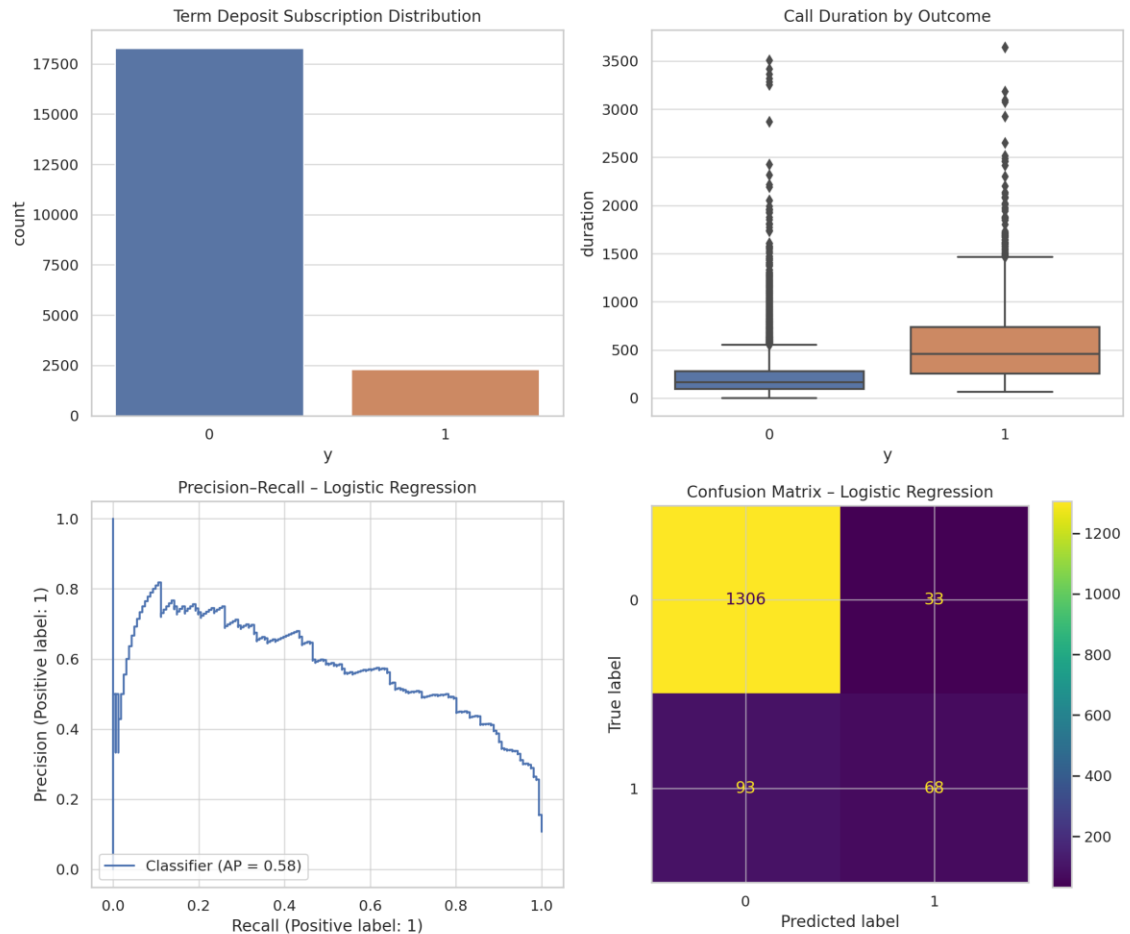 Term Deposit Subscription Distribution
17500
15000
12500
10000
7500
5000
2500
0
count
0 1
y
Call Duration by Outcome
3500
3000
2500
2000
1500
1000
500
0
duration
0 1
y
Precision–Recall – Logistic Regression
1.0
0.8
0.6
0.4
0.2
0.0
Precision (Positive label: 1)
Classifier (AP = 0.58)
0.0 0.2 0.4 0.6 0.8 1.0
Recall (Positive label: 1)
Confusion Matrix – Logistic Regression
0
1
True label
1306 33
93 68
0 1
Predicted label
1200
1000
800
600
400
200